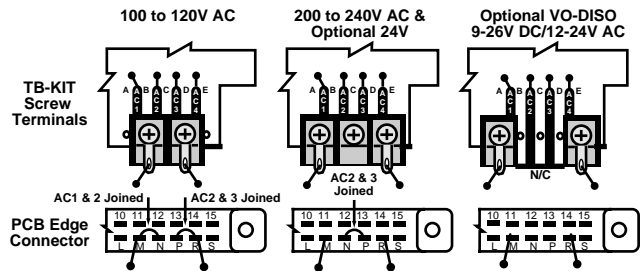 100 to 120V AC
200 to 240V AC &
Optional 24V
Optional VO-DISO
9-26V DC/12-24V AC
TB-KIT
Screw
Terminals
A B C D E
AC1 AC2 AC3 AC4
A B C D E
AC1 AC2 AC3 AC4
A B C D E
AC1 AC2 AC3 AC4
N/C
AC1 & 2 Joined
AC2 & 3 Joined
AC2 & 3
Joined
PCB Edge
Connector
10 11 12 13 14 15
L M N P R S
10 11 12 13 14 15
L M N P R S
10 11 12 13 14 15
L M N P R S